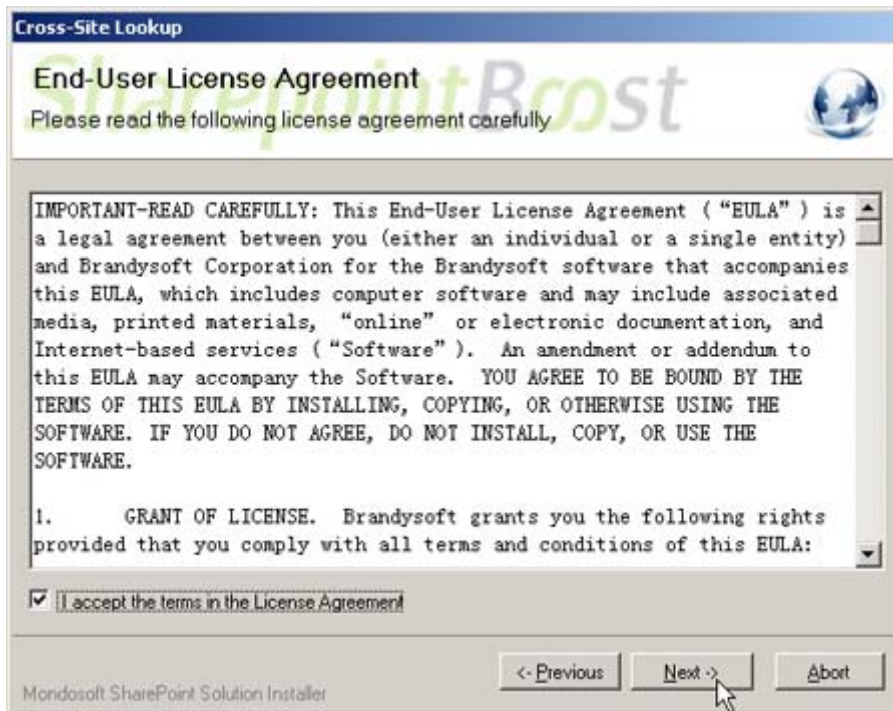 Cross-Site Lookup
SharepointBoost
End-User License Agreement
Please read the following license agreement carefully
IMPORTANT-READ CAREFULLY: This End-User License Agreement ( “EULA” ) is
a legal agreement between you (either an individual or a single entity)
and Brandysoft Corporation for the Brandysoft software that accompanies
this EULA, which includes computer software and may include associated
media, printed materials, “online” or electronic documentation, and
Internet-based services ( “Software” ). An amendment or addendum to
this EULA may accompany the Software. YOU AGREE TO BE BOUND BY THE
TERMS OF THIS EULA BY INSTALLING, COPYING, OR OTHERWISE USING THE
SOFTWARE. IF YOU DO NOT AGREE, DO NOT INSTALL, COPY, OR USE THE
SOFTWARE.
1. GRANT OF LICENSE. Brandysoft grants you the following rights
provided that you comply with all terms and conditions of this EULA:
I accept the terms in the License Agreement
<- Previous Next -> Abort
Mondosoft SharePoint Solution Installer